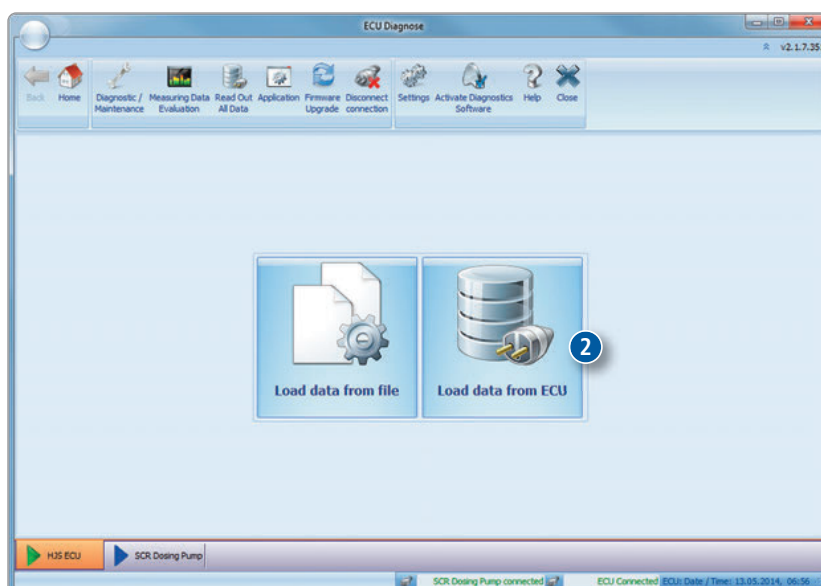 ECU Diagnose
v2.1.7.35
Back Home Diagnostic / Measuring Data Read Out Application Firmware Disconnect Settings Activate Diagnostics Help Close
Maintenance Evaluation All Data Upgrade connection Software
Load data from file Load data from ECU 2
HJS ECU SCR Dosing Pump
SCR Dosing Pump connected ECU Connected ECU: Date / Time: 13.05.2014, 06:56